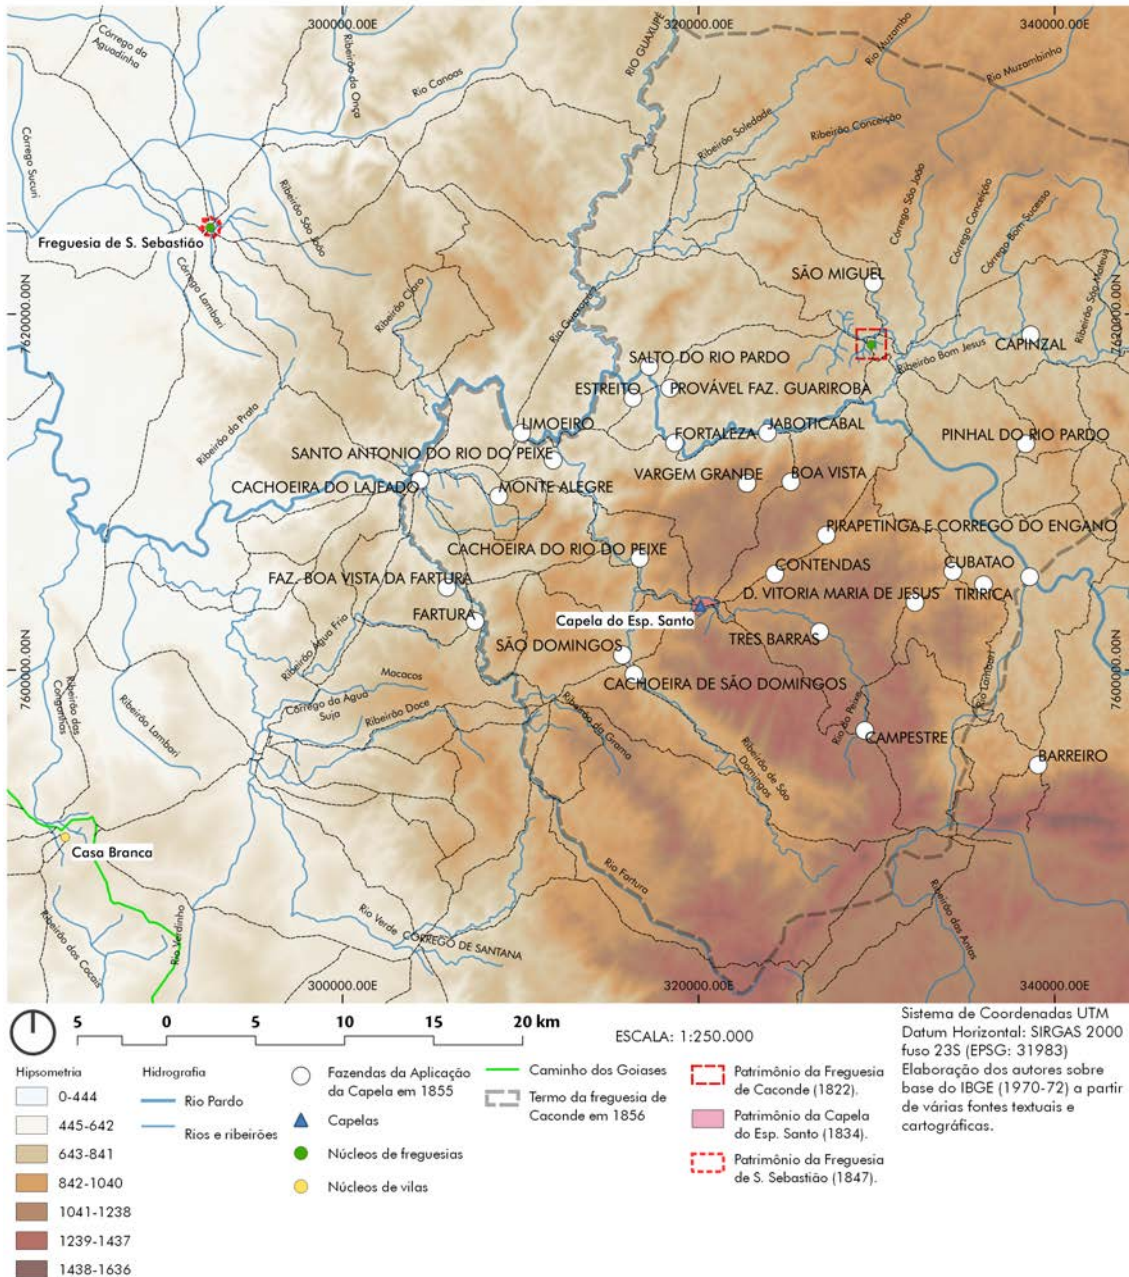 300000.00E
320000.00E
340000.00E
Córrego da
Aguadinha
Ribeirão da Onça
Rio Canoas
RIO GUAXUPÉ
Rio Muzambo
Rio Muzambinho
Ribeirão Soledade
Ribeirão Conceição
Córrego Sucuri
Ribeirão São João
Córrego São João
Córrego Conceição
Córrego Bom Sucesso
Ribeirão São Mateus
Freguesia de S. Sebastião
Córrego Lambari
Ribeirão Claro
SÃO MIGUEL
7620000.00N
7620000.00N
CAPINZAL
Ribeirão Bom Jesus
SALTO DO RIO PARDO
ESTREITO
PROVÁVEL FAZ. GUARIROBA
Ribeirão da Prata
LIMOEIRO
FORTALEZA
JABOTICABAL
PINHAL DO RIO PARDO
SANTO ANTONIO DO RIO DO PEIXE
CACHOEIRA DO LAJEADO
MONTE ALEGRE
VARGEM GRANDE
BOA VISTA
PIRAPETINGA E CORREGO DO ENGANO
CACHOEIRA DO RIO DO PEIXE
CONTENDAS
CUBATAO
FAZ. BOA VISTA DA FARTURA
D. VITORIA MARIA DE JESUS
TIRIRICA
FARTURA
Capela do Esp. Santo
TRES BARRAS
Ribeirão Água Fria
SÃO DOMINGOS
CACHOEIRA DE SÃO DOMINGOS
7600000.00N
7600000.00N
Ribeirão das
Congonhas
Ribeirão Lambari
Macacos
Córrego da Água
Suja
Ribeirão Doce
Ribeirão da Grama
Rio do Peixe
Rio Lambari
CAMPESTRE
BARREIRO
Ribeirão de São
Domingos
Casa Branca
Rio Fartura
Ribeirão dos Cocais
Rio Verdinho
Rio Verde
CORREGO DE SANTANA
Ribeirão das Antas
300000.00E
320000.00E
340000.00E
5 0 5 10 15 20 km
ESCALA: 1:250.000
Sistema de Coordenadas UTM
Datum Horizontal: SIRGAS 2000
fuso 23S (EPSG: 31983)
Elaboração dos autores sobre
base do IBGE (1970-72) a partir
de várias fontes textuais e
cartográficas.
Hipsometria
0-444
445-642
643-841
842-1040
1041-1238
1239-1437
1438-1636
Hidrografia
Rio Pardo
Rios e ribeirões
Fazendas da Aplicação
da Capela em 1855
Capelas
Núcleos de freguesias
Núcleos de vilas
Caminho dos Goiases
Termo da freguesia de
Caconde em 1856
Patrimônio da Freguesia
de Caconde (1822).
Patrimônio da Capela
do Esp. Santo (1834).
Patrimônio da Freguesia
de S. Sebastião (1847).